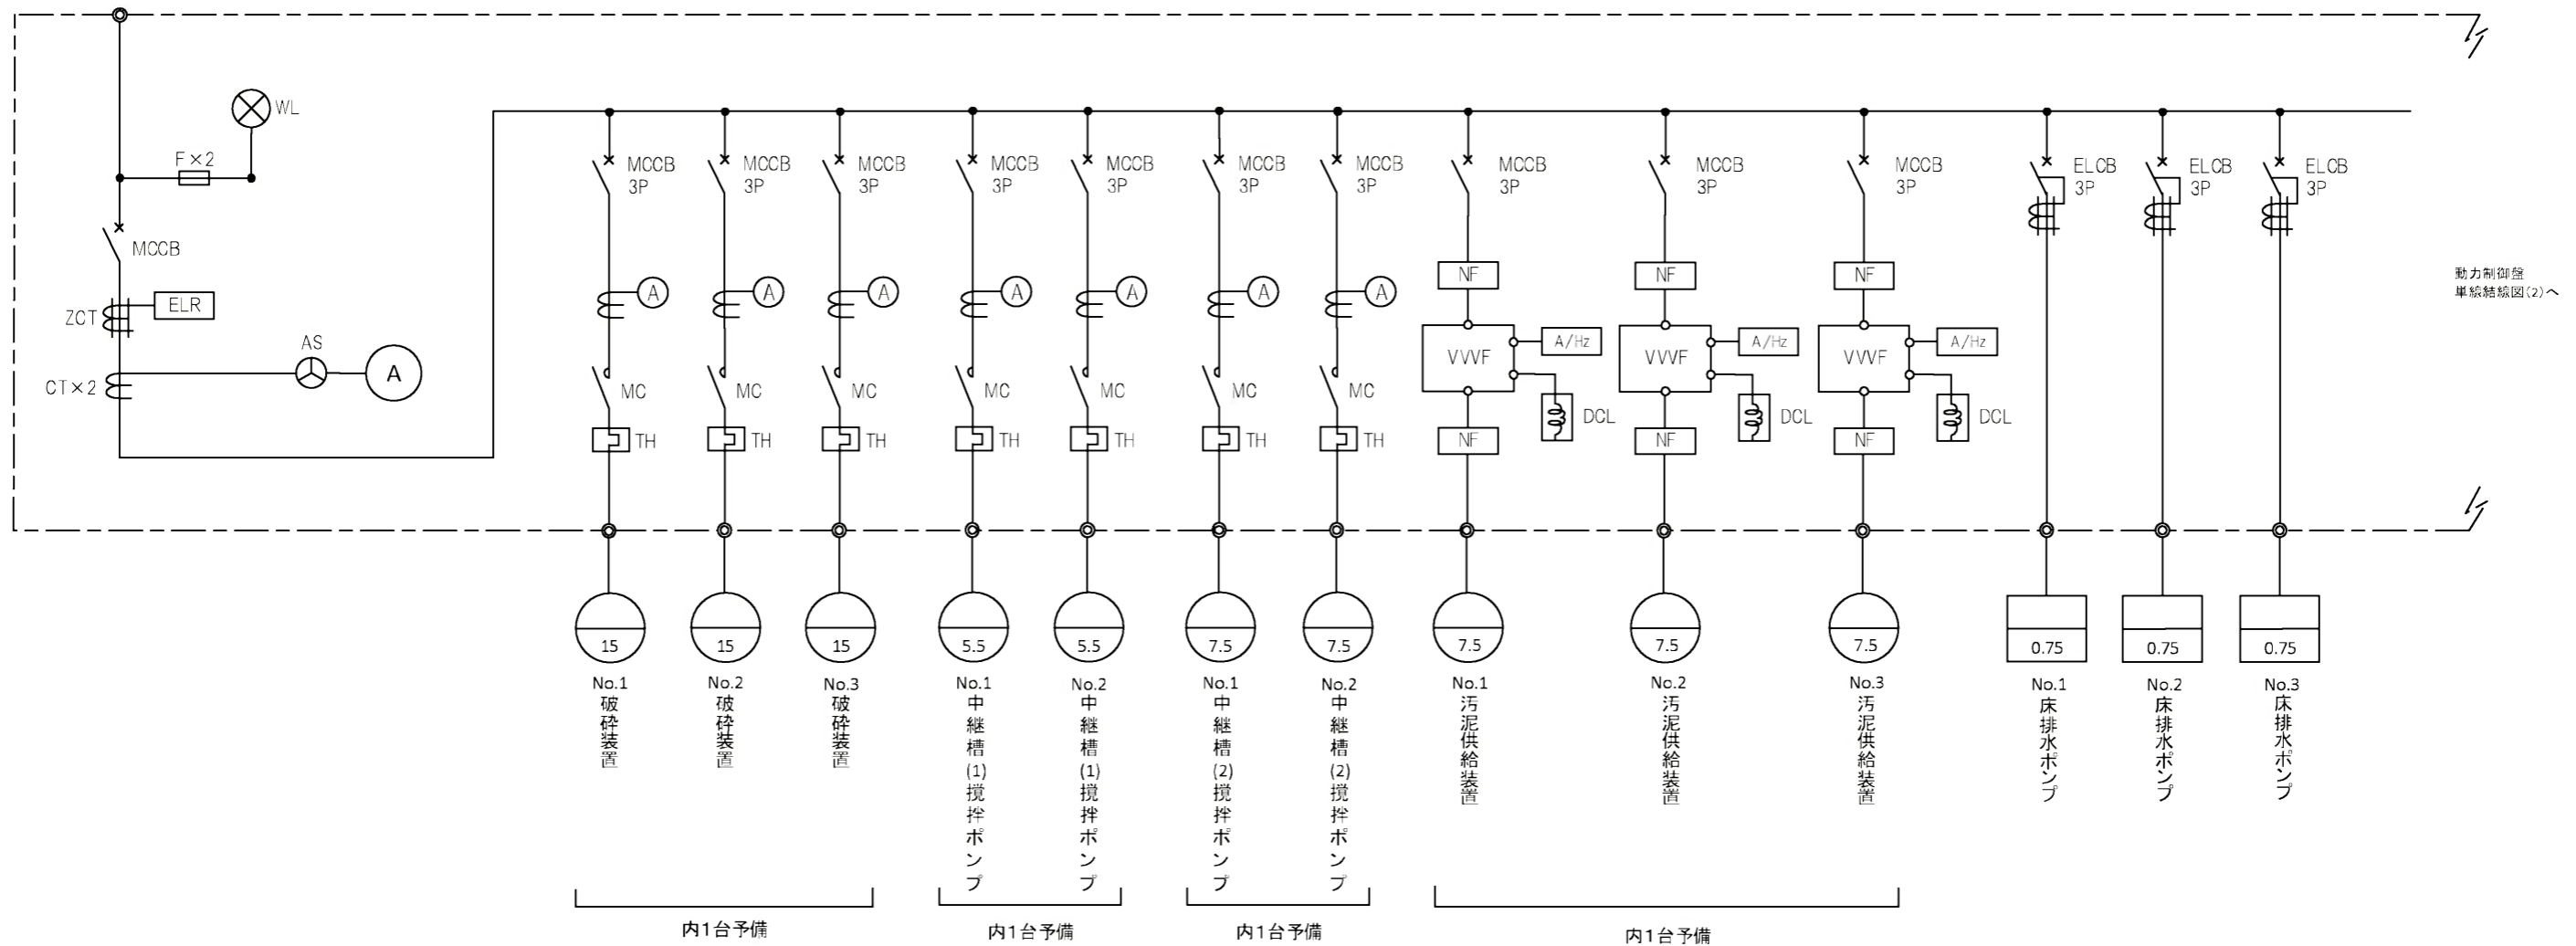 WL
F×2
MCCB
ZCT
ELR
AS
A
CT×2
MCCB
3P
MCCB
3P
MCCB
3P
MCCB
3P
MCCB
3P
MCCB
3P
MCCB
3P
MCCB
3P
MCCB
3P
MCCB
3P
ELCB
3P
ELCB
3P
ELCB
3P
A
A
A
A
A
A
A
NF
NF
NF
VVVF
A/Hz
VVVF
A/Hz
VVVF
A/Hz
MC
MC
MC
MC
MC
MC
MC
DCL
DCL
DCL
TH
TH
TH
TH
TH
TH
TH
NF
NF
NF
動力制御盤
単線結線図(2)へ
15
15
15
5.5
5.5
7.5
7.5
7.5
7.5
7.5
0.75
0.75
0.75
No.1
破砕装置
No.2
破砕装置
No.3
破砕装置
No.1
中継槽(1)撹拌ポンプ
No.2
中継槽(1)撹拌ポンプ
No.1
中継槽(2)撹拌ポンプ
No.2
中継槽(2)撹拌ポンプ
No.1
汚泥供給装置
No.2
汚泥供給装置
No.3
汚泥供給装置
No.1
床排水ポンプ
No.2
床排水ポンプ
No.3
床排水ポンプ
内1台予備
内1台予備
内1台予備
内1台予備